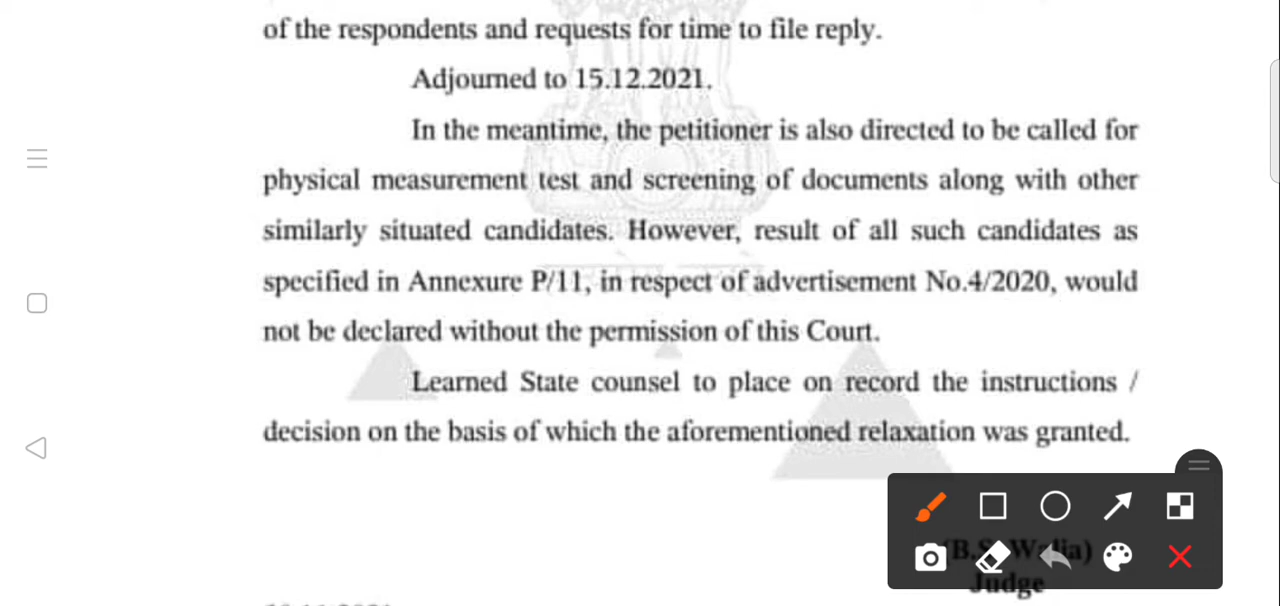 of the respondents and requests for time to file reply.
Adjourned to 15.12.2021.
In the meantime, the petitioner is also directed to be called for
physical measurement test and screening of documents along with other
similarly situated candidates. However, result of all such candidates as
specified in Annexure P/11, in respect of advertisement No.4/2020, would
not be declared without the permission of this Court.
Learned State counsel to place on record the instructions /
decision on the basis of which the aforementioned relaxation was granted.
Judge